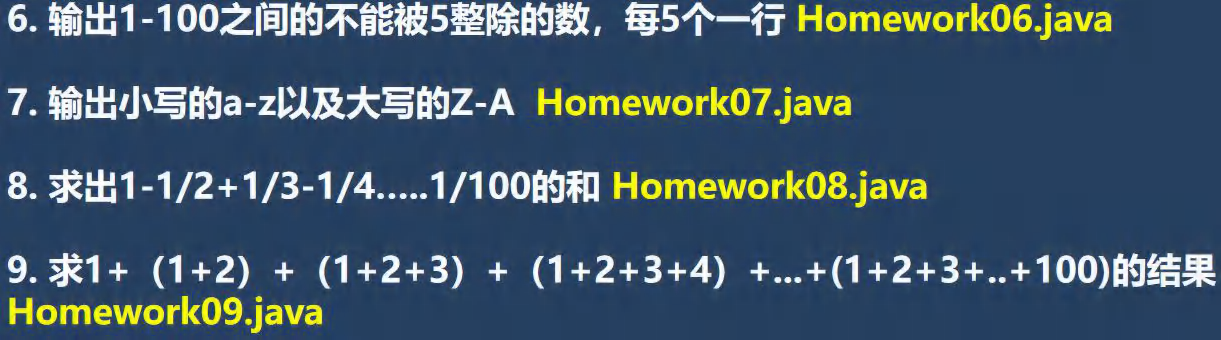 6. 输出1-100之间的不能被5整除的数，每5个一行 Homework06.java
7. 输出小写的a-z以及大写的Z-A Homework07.java
8. 求出1-1/2+1/3-1/4…..1/100的和 Homework08.java
9. 求1+（1+2）+（1+2+3）+（1+2+3+4）+...+(1+2+3+..+100)的结果
Homework09.java